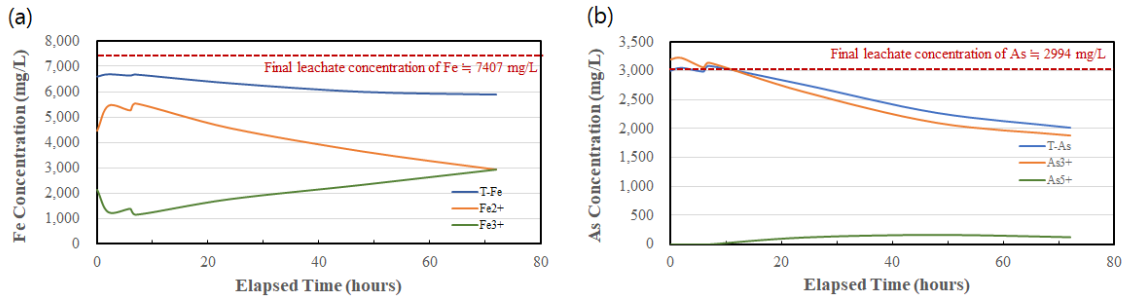 (a)
8,000
7,000
6,000
5,000
4,000
3,000
2,000
1,000
0
Fe Concentration (mg/L)
Final leachate concentration of Fe ≒ 7407 mg/L
T-Fe
Fe2+
Fe3+
0
20
40
60
80
Elapsed Time (hours)
(b)
3,500
3,000
2,500
2,000
1,500
1,000
500
0
As Concentration (mg/L)
Final leachate concentration of As ≒ 2994 mg/L
T-As
As3+
As5+
0
20
40
60
80
Elapsed Time (hours)